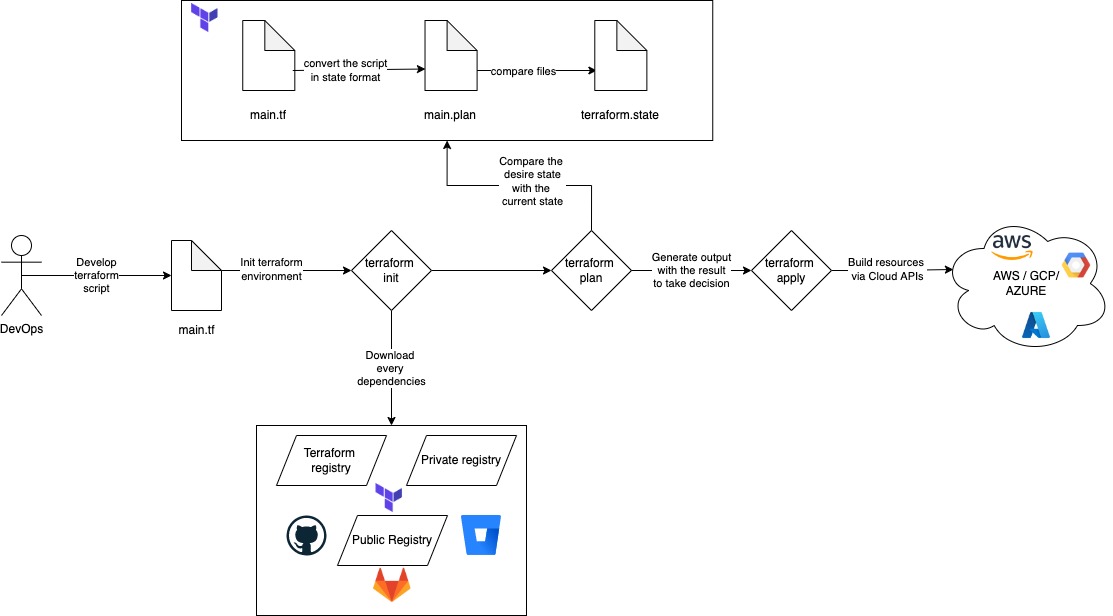 convert the script
in state format
compare files
main.tf
main.plan
terraform.state
Compare the
desire state
with the
current state
Develop
terraform
script
DevOps
main.tf
Init terraform
environment
terraform
init
terraform
plan
Generate output
with the result
to take decision
terraform
apply
Build resources
via Cloud APIs
aws
AWS / GCP/
AZURE
Download
every
dependencies
Terraform
registry
Private registry
Public Registry